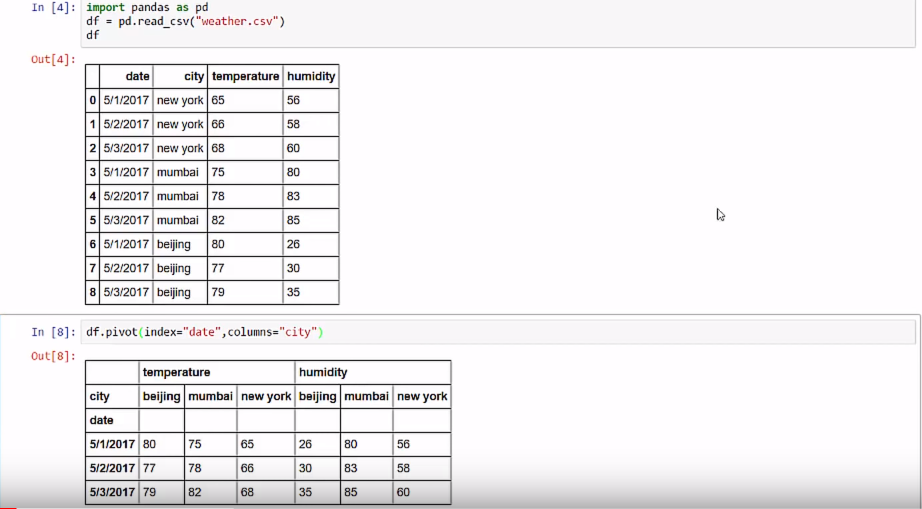 In [4]: import pandas as pd
df = pd.read_csv("weather.csv")
df
Out[4]:
date city temperature humidity
0 5/1/2017 new york 65 56
1 5/2/2017 new york 66 58
2 5/3/2017 new york 68 60
3 5/1/2017 mumbai 75 80
4 5/2/2017 mumbai 78 83
5 5/3/2017 mumbai 82 85
6 5/1/2017 beijing 80 26
7 5/2/2017 beijing 77 30
8 5/3/2017 beijing 79 35
In [8]: df.pivot(index="date",columns="city")
Out[8]:
temperature humidity
city beijing mumbai new york beijing mumbai new york
date
5/1/2017 80 75 65 26 80 56
5/2/2017 77 78 66 30 83 58
5/3/2017 79 82 68 35 85 60